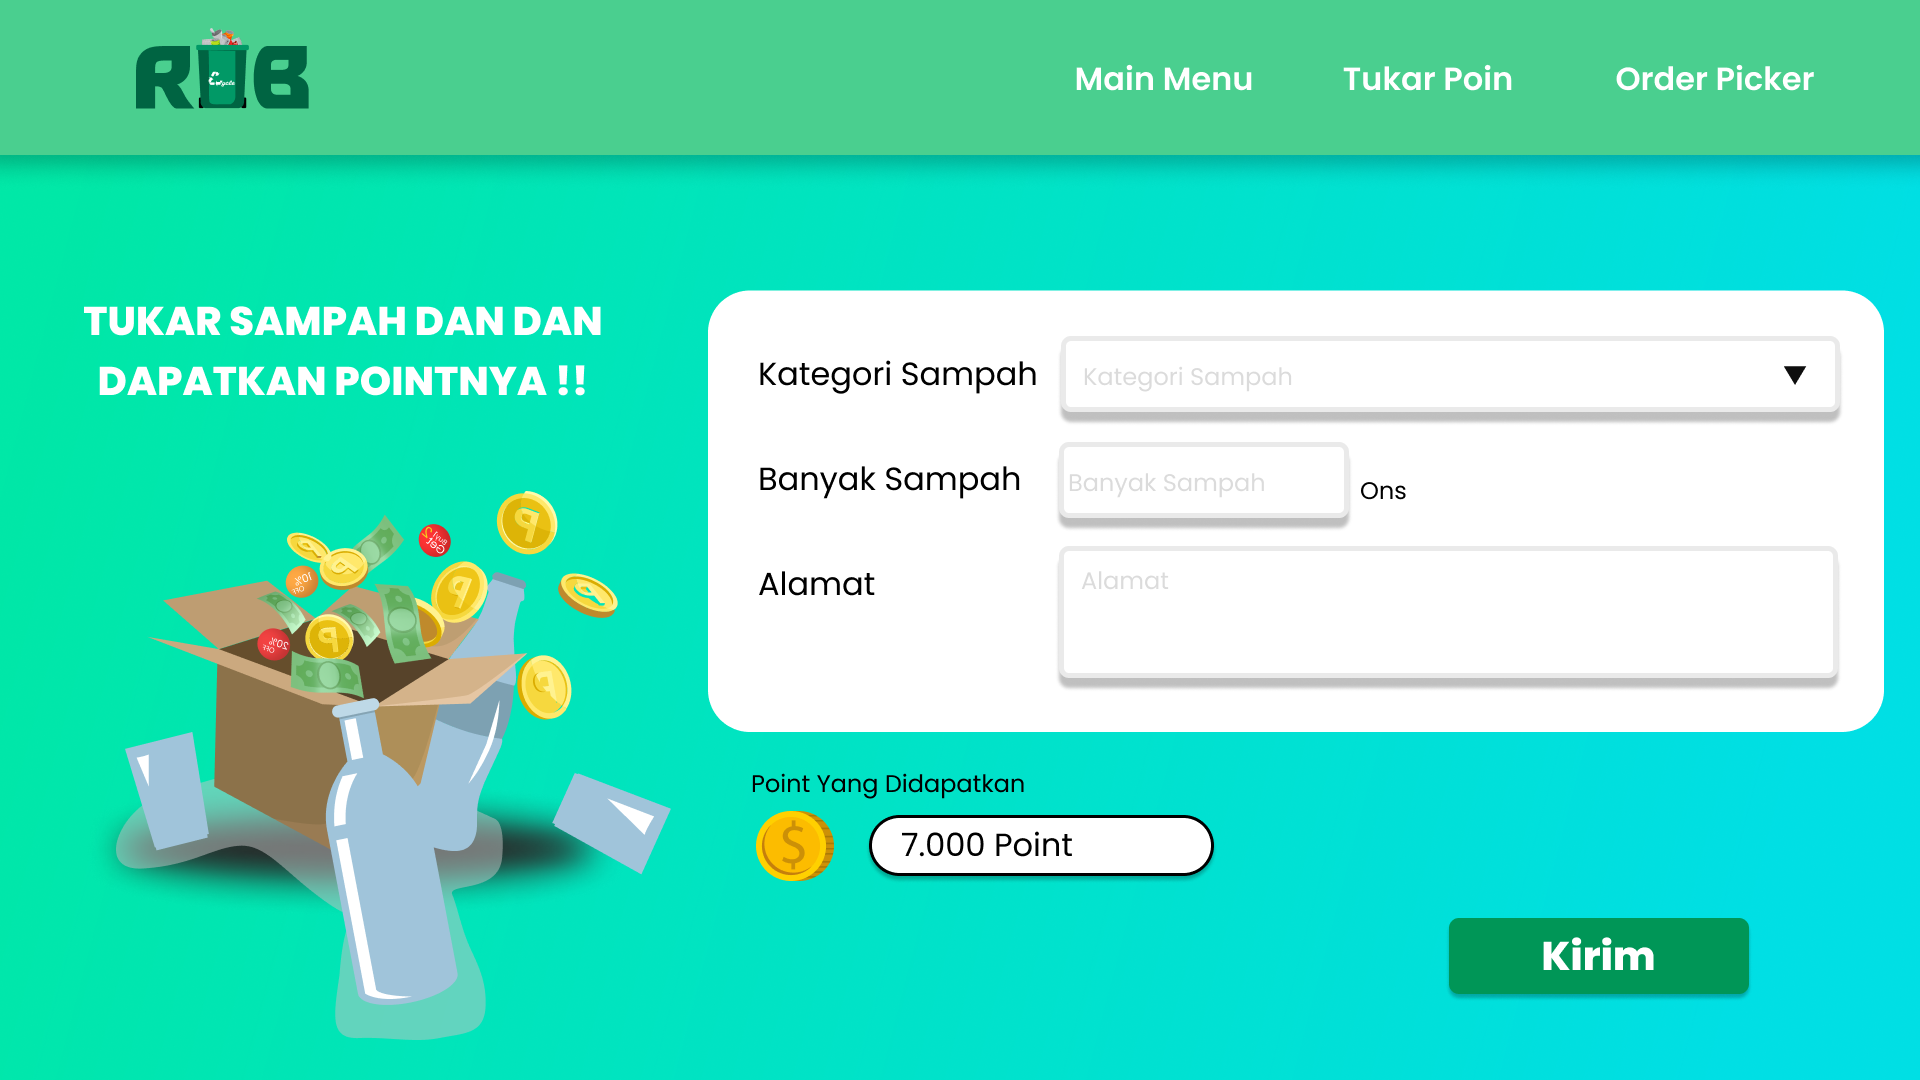 RUB
Main Menu
Tukar Poin
Order Picker
TUKAR SAMPAH DAN DAN
DAPATKAN POINTNYA !!
Kategori Sampah
Kategori Sampah
Banyak Sampah
Banyak Sampah
Ons
Alamat
Alamat
Point Yang Didapatkan
$
7.000 Point
Kirim